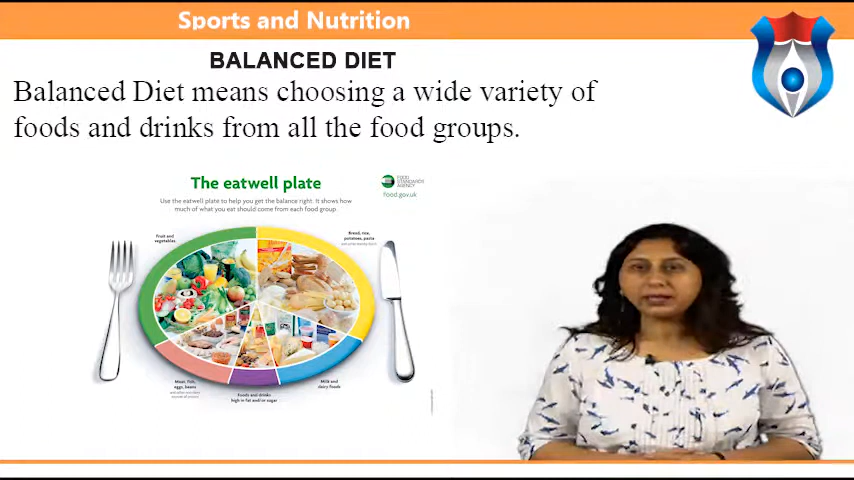 Sports and Nutrition
BALANCED DIET
Balanced Diet means choosing a wide variety of
foods and drinks from all the food groups.
The eatwell plate
FOOD
STANDARDS
AGENCY
food.gov.uk
Use the eatwell plate to help you get the balance right. It shows how
much of what you eat should come from each food group.
Fruit and
vegetables
Bread, rice,
potatoes, pasta
Meat, fish,
eggs, beans
Foods and drinks
high in fat and/or sugar
Milk and
dairy foods